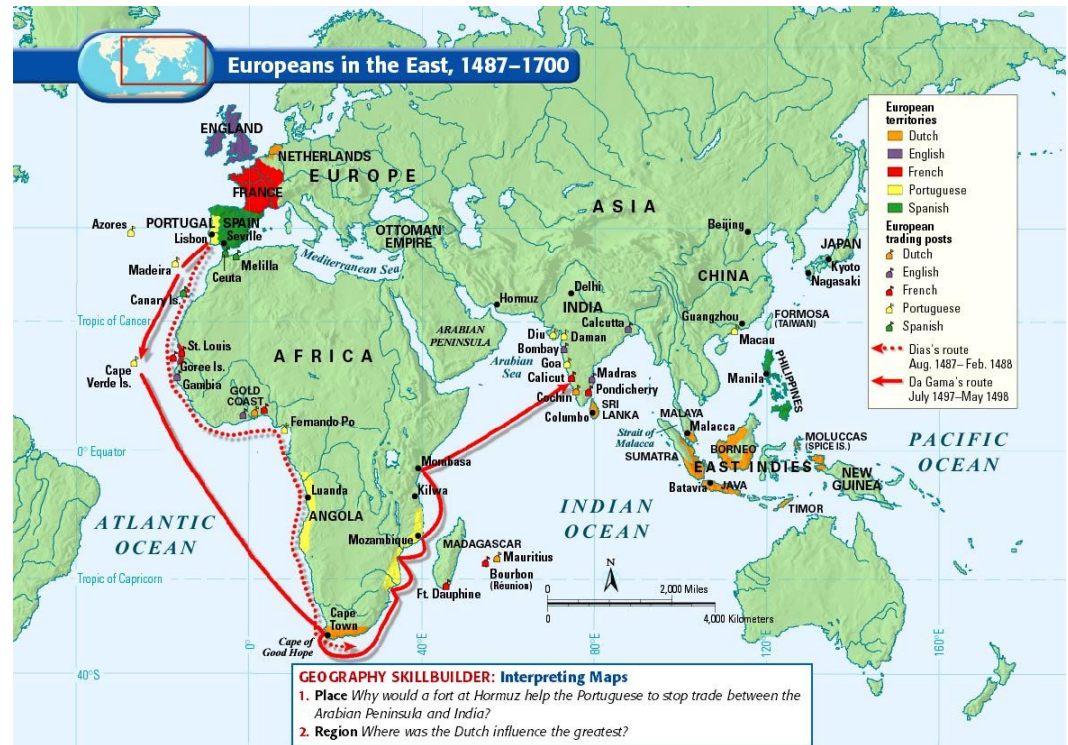 Europeans in the East, 1487–1700
ENGLAND
NETHERLANDS
EUROPE
FRANCE
ASIA
Azores
PORTUGAL
SPAIN
Lisbon
Seville
OTTOMAN
EMPIRE
Beijing
JAPAN
Kyoto
Nagasaki
Madeira
Ceuta
Melilla
Mediterranean Sea
CHINA
Canary Is.
Hormuz
Delhi
INDIA
Tropic of Cancer
ARABIAN
PENINSULA
Diu
Daman
Calcutta
Guangzhou
Macau
FORMOSA
(TAIWAN)
AFRICA
Bombay
Arabian
Sea
Goa
St. Louis
Goree Is.
Gambia
Cape
Verde Is.
Calicut
Madras
Pondicherry
Cochin
Manila
PHILIPPINES
GOLD
COAST
Columbo
SRI
LANKA
Fernando Po
MALAYA
Malacca
Strait of
Malacca
BORNEO
MOLUCCAS
(SPICE IS.)
PACIFIC
OCEAN
0° Equator
SUMATRA
EAST INDIES
NEW
GUINEA
Mombasa
Batavia
JAVA
Luanda
Kilwa
ANGOLA
TIMOR
ATLANTIC
OCEAN
INDIAN
OCEAN
Mozambique
MADAGASCAR
Mauritius
Bourbon
(Réunion)
Tropic of Capricorn
Ft. Dauphine
N
0
2,000 Miles
0
4,000 Kilometers
Cape
Town
Cape of
Good Hope
0°
40°E
80°E
120°E
160°E
40°S
European
territories
Dutch
English
French
Portuguese
Spanish
European
trading posts
Dutch
English
French
Portuguese
Spanish
Dias's route
Aug. 1487– Feb. 1488
Da Gama's route
July 1497–May 1498
GEOGRAPHY SKILLBUILDER: Interpreting Maps
1. Place Why would a fort at Hormuz help the Portuguese to stop trade between the
Arabian Peninsula and India?
2. Region Where was the Dutch influence the greatest?